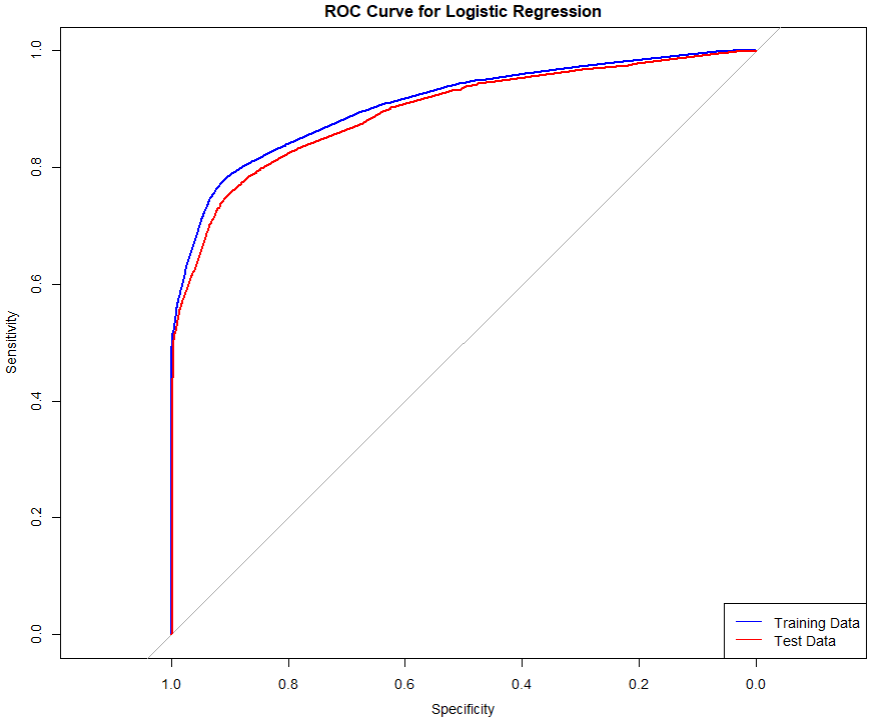 ROC Curve for Logistic Regression
1.0
0.8
0.6
0.4
0.2
0.0
Sensitivity
1.0 0.8 0.6 0.4 0.2 0.0
Specificity
Training Data
Test Data